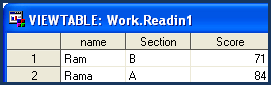 VIEWTABLE: Work.Readin1
name Section Score
1 Ram B 71
2 Rama A 84